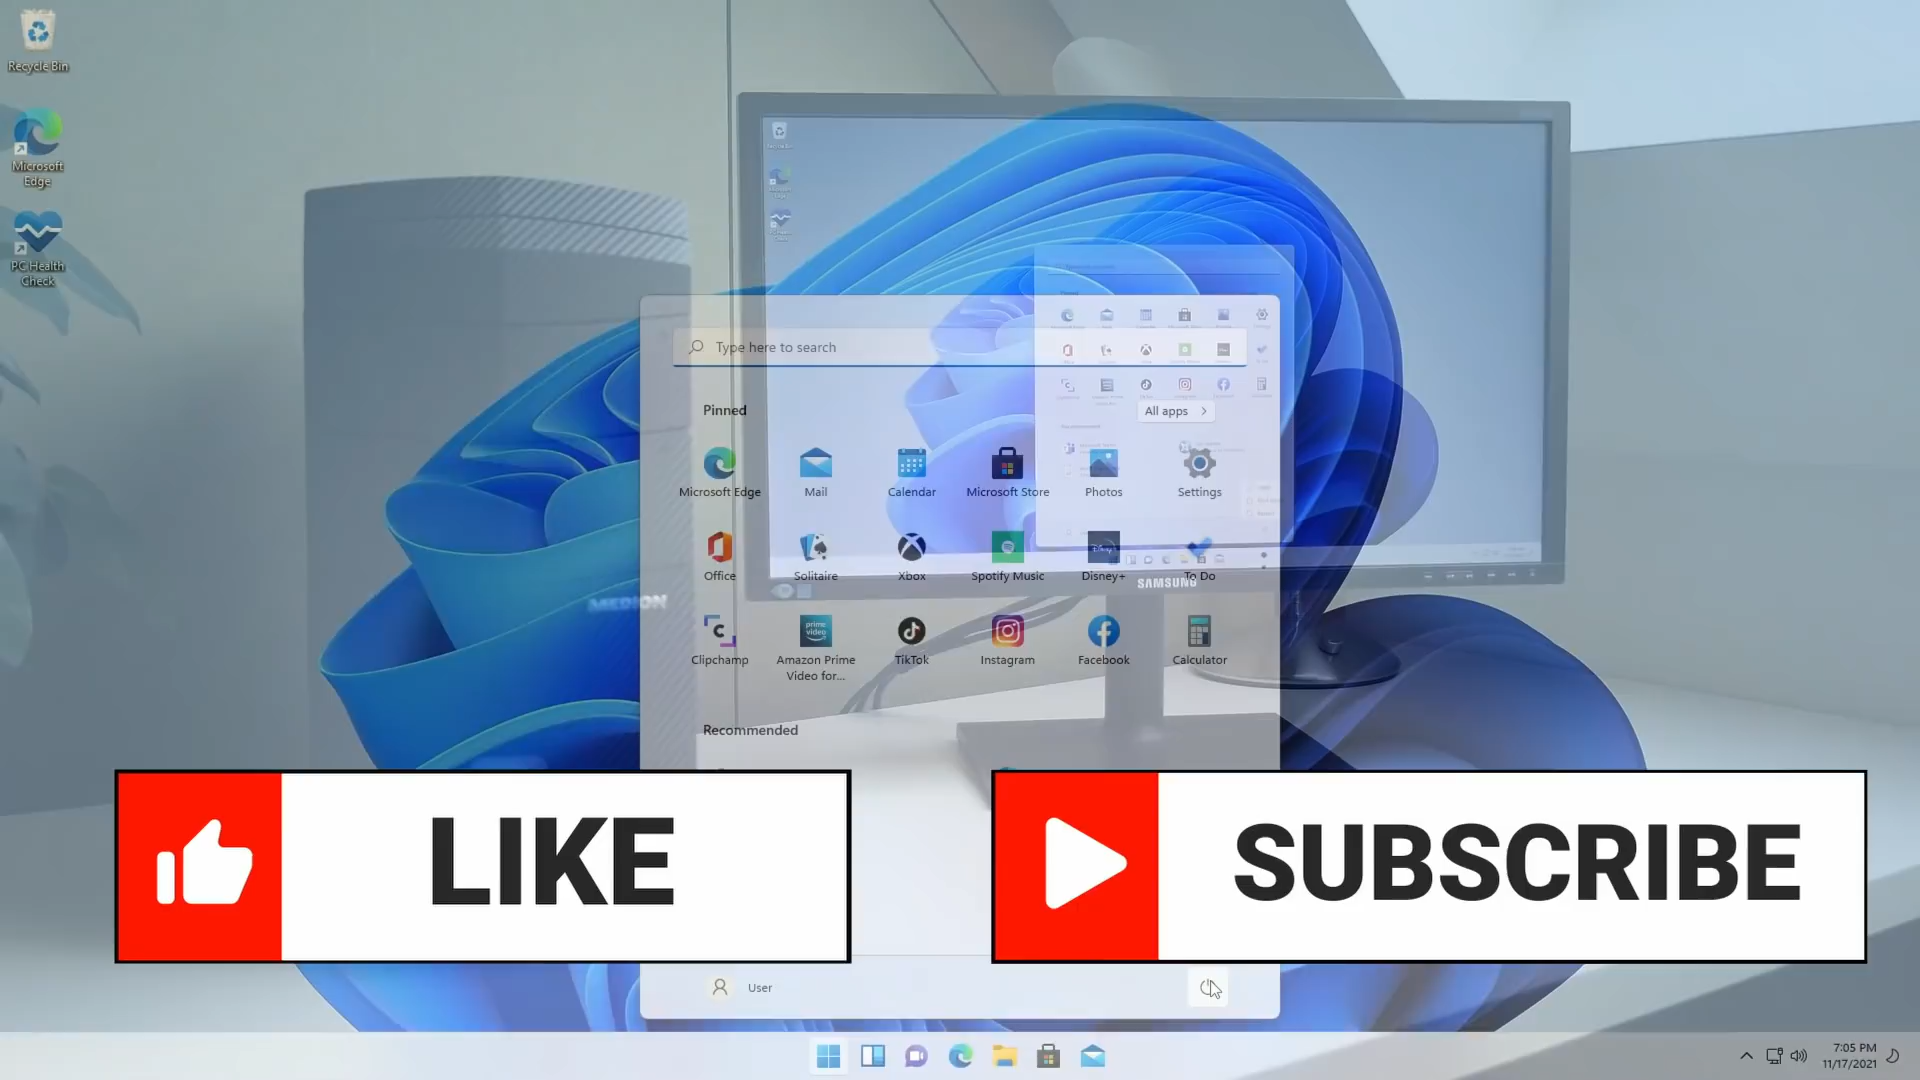 Recycle Bin
Microsoft
Edge
PC Health
Check
Type here to search
Pinned
All apps
Microsoft Edge
Mail
Calendar
Microsoft Store
Photos
Settings
Office
Solitaire
Xbox
Spotify Music
Disney+
To Do
SAMSUNG
MEDION
Clipchamp
Amazon Prime
Video for...
TikTok
Instagram
Facebook
Calculator
Recommended
LIKE
SUBSCRIBE
User
7:05 PM
11/17/2021